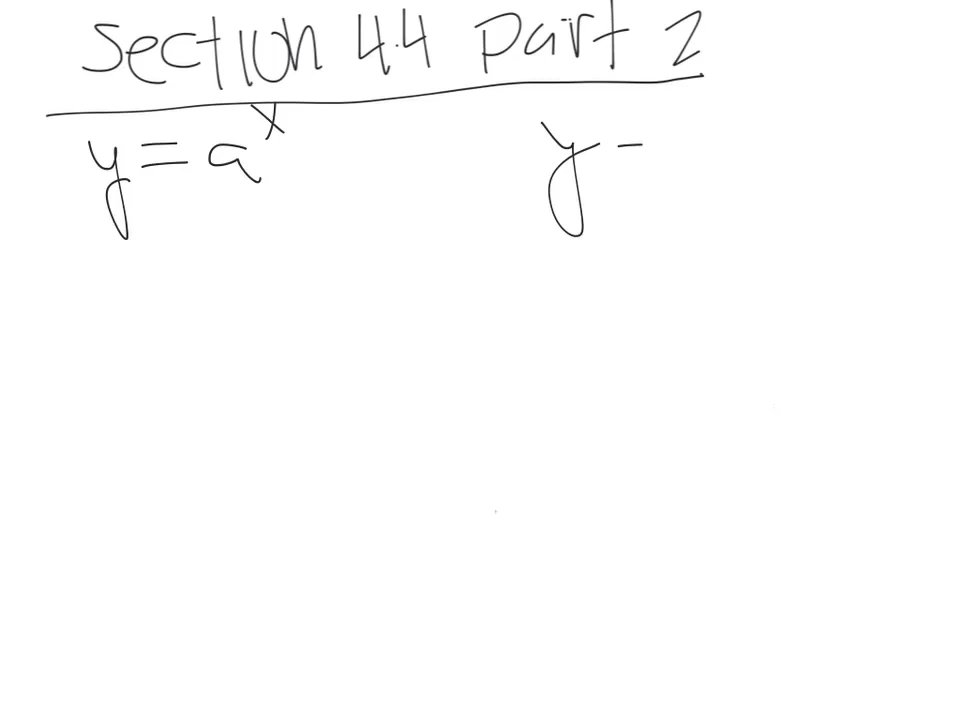 Section 4.4 part 2
y = a^x y -